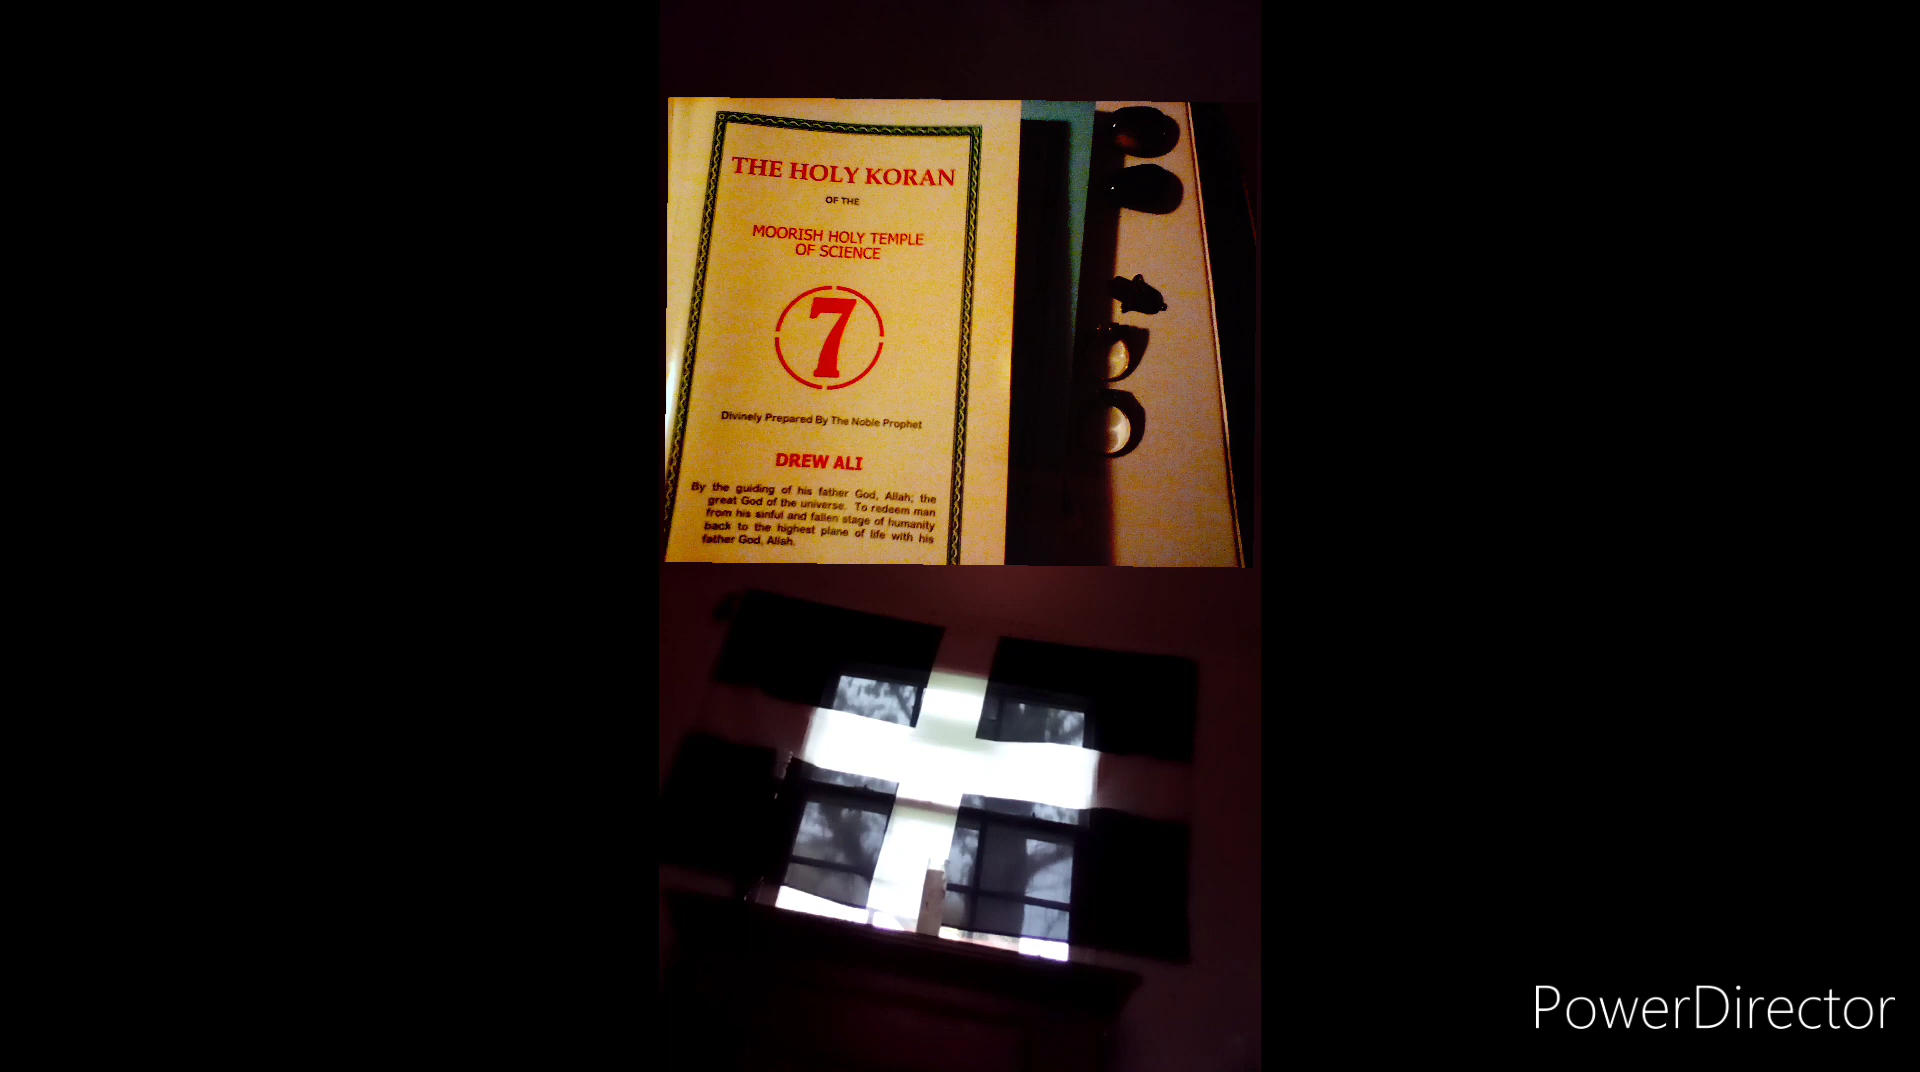 THE HOLY KORAN
OF THE
MOORISH HOLY TEMPLE
OF SCIENCE
7
Divinely Prepared By The Noble Prophet
DREW ALI
By the guiding of his father God, Allah; the
great God of the universe. To redeem man
from his sinful and fallen stage of humanity
back to the highest plane of life with his
father God, Allah.
PowerDirector